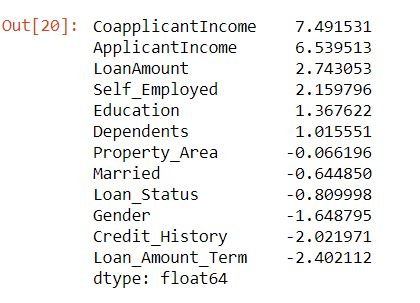 Out[20]: CoapplicantIncome 7.491531
ApplicantIncome 6.539513
LoanAmount 2.743053
Self_Employed 2.159796
Education 1.367622
Dependents 1.015551
Property_Area -0.066196
Married -0.644850
Loan_Status -0.809998
Gender -1.648795
Credit_History -2.021971
Loan_Amount_Term -2.402112
dtype: float64